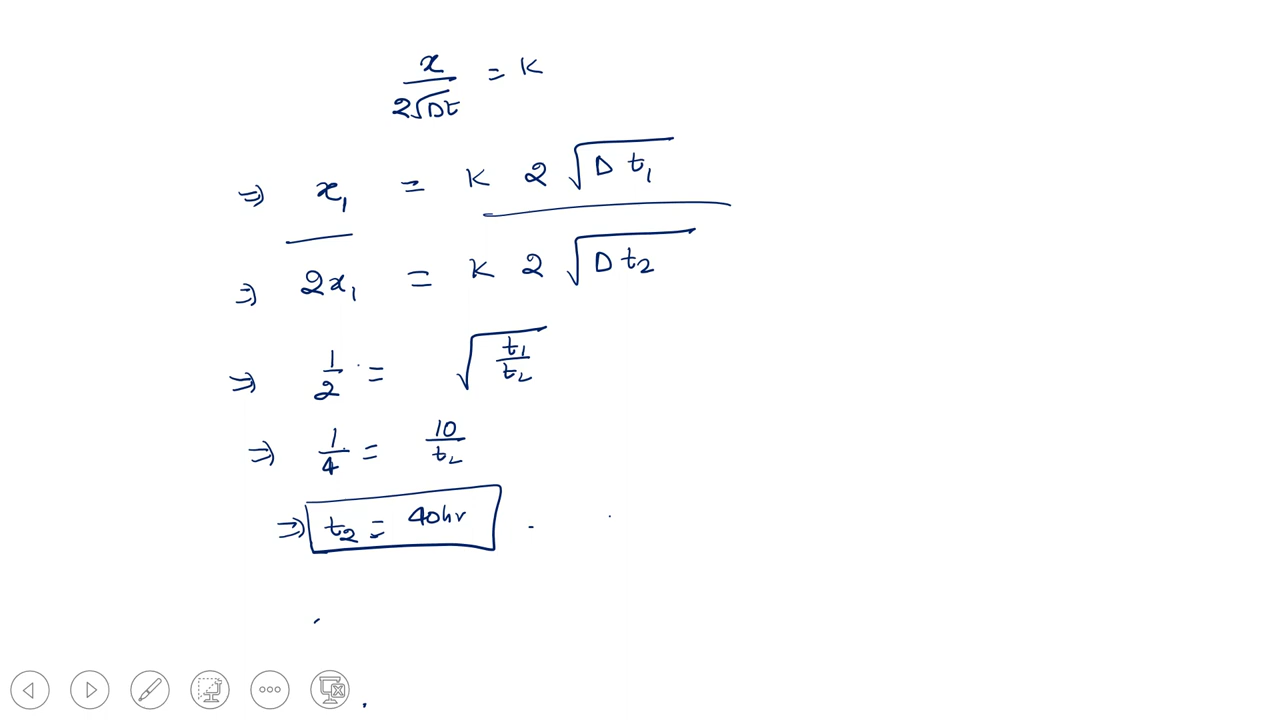 x / 2√Dt = K
⇒ x₁ = K 2 √D t₁
⇒ 2x₁ = K 2 √D t₂
⇒ 1/2 = √t₁/t₂
⇒ 1/4 = 10/t₂
⇒ t₂ = 40hr